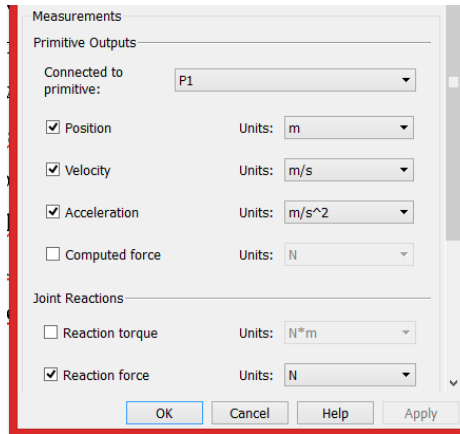 Measurements
Primitive Outputs
Connected to
primitive:
P1
Position Units: m
Velocity Units: m/s
Acceleration Units: m/s^2
Computed force Units: N
Joint Reactions
Reaction torque Units: N*m
Reaction force Units: N
OK Cancel Help Apply